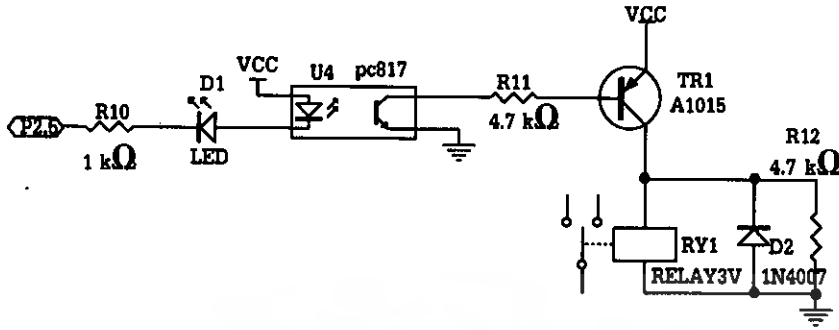 VCC
D1
VCC
U4 pc817
R11
TR1
A1015
P2.5
R10
4.7 kΩ
1 kΩ
LED
R12
4.7 kΩ
RY1
D2
RELAY3V
1N4007